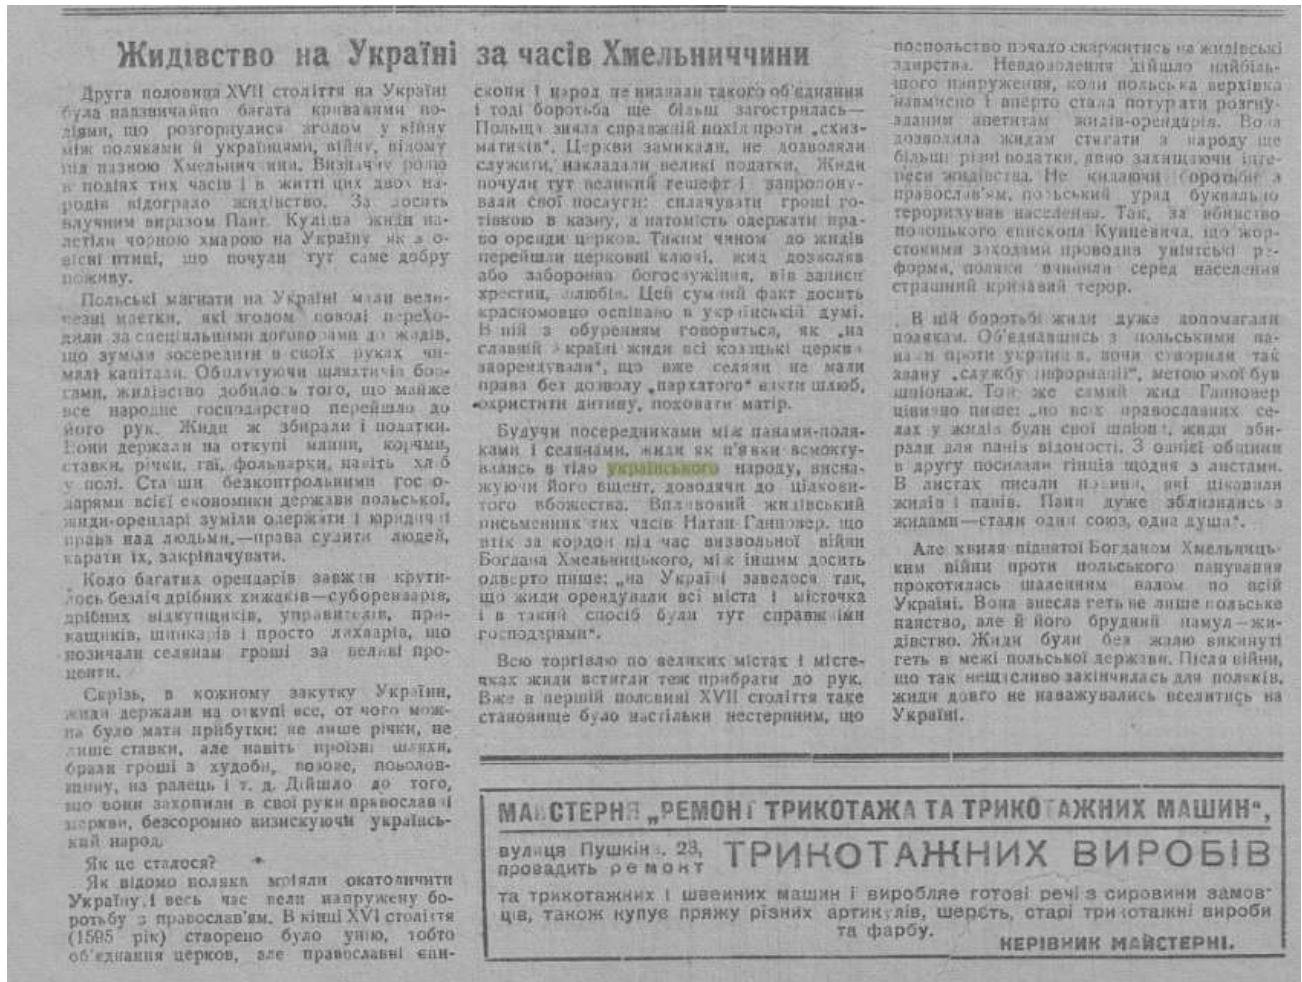 Жидівство на Україні за часів Хмельниччини
Друга половина XVII століття на Україні
була надзвичайно багата кривавими по-
діями, що розгорнулися згодом у війну
між поляками й українцями, війну, відому
під назвою Хмельниччини. Визначну ролю
в подіях тих часів і в житті цих двох на-
родів відограло жидівство. За досить
влучним виразом Пант. Куліша жиди на-
летіли чорною хмарою на Україну як з о-
вісні птиці, що почули тут саме добру
поживу.
Польські магнати на Україні мали вели-
чезні маєтки, які згодом поволі перехо-
дили за спеціальними договорами до жидів,
що зуміли зосередити в своїх руках чи-
малі капітали. Обплутуючи шляхтичів бор-
гами, жидівство добилось того, що майже
все народне господарство перейшло до
його рук. Жиди ж збирали і податки.
Вони держали на откупі млини, корчми,
ставки, річки, гаї, фольварки, навіть хліб
у полі. Ставши безконтрольними госпо-
дарями всієї економики держави польської,
жиди-орендарі зуміли одержати і юридичні
права над людьми,—права судити людей,
карати їх, закріпачувати.
Коло багатих орендарів завжди крути-
лось безліч дрібних хижаків—суборендарів,
дрібних відкупщиків, управителів, при-
кащиків, шинкарів і просто лихварів, що
позичали селянам гроші за великі про-
центи.
Скрізь, в кожному закутку України,
жиди держали на откупі все, от чого мож-
на було мати прибутки: не лише річки, не
лише ставки, але навіть проїзні шляхи,
брали гроші з худоби, возове, поволов-
щину, на ралець і т. д. Дійшло до того,
що вони захопили в свої руки православні
церкви, безсоромно визискуючи українсь-
кий народ.
Як це сталося?
Як відомо поляки мріяли окатоличити
Україну і весь час вели напружену бо-
ротьбу з православ'ям. В кінці XVI століття
(1595 рік) створено було унію, тобто
об'єднання церков, але православні єпи-
скопи і народ не визнали такого об'єднання
і тоді боротьба ще більш загострилась—
Польща зняла справжній похід проти „схиз-
матиків". Церкви замикали, не дозволяли
служити, накладали великі податки. Жиди
почули тут великий гешефт і запропону-
вали свої послуги: сплачувати гроші го-
тівкою в казну, а натомість одержати пра-
во оренди церков. Таким чином до жидів
перейшли церковні ключі, жид дозволяв
або забороняв богослужіння, вів записи
хрестин, шлюбів. Цей сумний факт досить
красномовно оспівано в українській думі.
В ній з обуренням говориться, як „на
славній Україні жиди всі козацькі церкви
заорендували", що вже селяни не мали
права без дозволу „пархатого" взяти шлюб,
охристити дитину, поховати матір.
Будучи посередниками між панами-поля-
ками і селянами, жиди як п'явки всмокту-
вались в тіло українського народу, висна-
жуючи його вщент, доводячи до цілкови-
того вбожества. Впливовий жидівський
письменник тих часів Натан Ганновер, що
втік за кордон під час визвольної війни
Богдана Хмельницького, між іншим досить
одверто пише: „на Україні завелося так,
що жиди орендували всі міста і місточка
і в такий спосіб були тут справжніми
господарями".
Всю торгівлю по великих містах і місте-
чках жиди встигли теж прибрати до рук.
Вже в першій половині XVII століття таке
становище було настільки нестерпним, що
поспольство почало скаржитись на жидівські
здирства. Невдоволення дійшло найбіль-
шого напруження, коли польська верхівка
навмисно і вперто стала потурати розгну-
зданим апетитам жидів-орендарів. Вона
дозволила жидам стягати з народу ще
більші різні податки, явно захищаючи інте-
реси жидівства. Не кидаючи боротьби з
православ'ям, польський уряд буквально
тероризував населення. Так, за вбивство
полоцького епископа Кунцевича, що жор-
стокими заходами проводив уніятські ре-
форми, поляки вчинили серед населення
страшний кривавий терор.
В цій боротьбі жиди дуже допомагали
полякам. Об'єднавшись з польськими па-
нами проти українців, вони створили так
звану „службу інформації", метою якої був
шпіонаж. Той же самий жид Ганновер
цінично пише: „по всіх православних се-
лах у жидів були свої шпіони, жиди зби-
рали для панів відомості. З однієї общини
в другу посилали гінців щодня з листами.
В листах писали новини, які цікавили
жидів і панів. Пани дуже зблизились з
жидами—стали один союз, одна душа".
Але хвиля піднятої Богданом Хмельниць-
ким війни проти польського панування
прокотилась шаленним валом по всій
Україні. Вона знесла геть не лише польське
панство, але й його брудний намул—жи-
дівство. Жиди були без жалю викинуті
геть в межі польської держави. Після війни,
що так нещасливо закінчилась для поляків,
жиди довго не наважувались вселитись на
Україні.
МАЙСТЕРНЯ „РЕМОНТ ТРИКОТАЖА ТА ТРИКОТАЖНИХ МАШИН",
вулиця Пушкіна, 23,
провадить ремонт
ТРИКОТАЖНИХ ВИРОБІВ
та трикотажних і швейних машин і виробляє готові речі з сировини замов-
ців, також купує пряжу різних артикулів, шерсть, старі трикотажні вироби
та фарбу.
КЕРІВНИК МАЙСТЕРНІ.